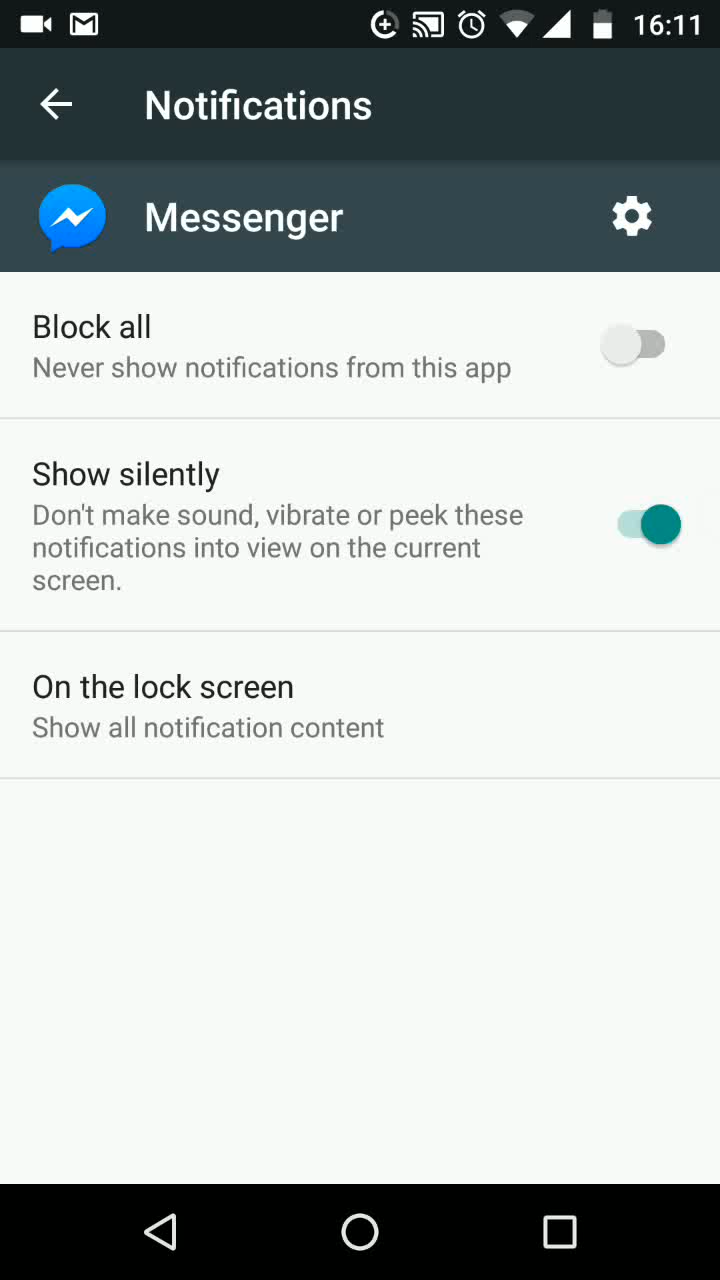 16:11
Notifications
Messenger
Block all
Never show notifications from this app
Show silently
Don't make sound, vibrate or peek these
notifications into view on the current
screen.
On the lock screen
Show all notification content